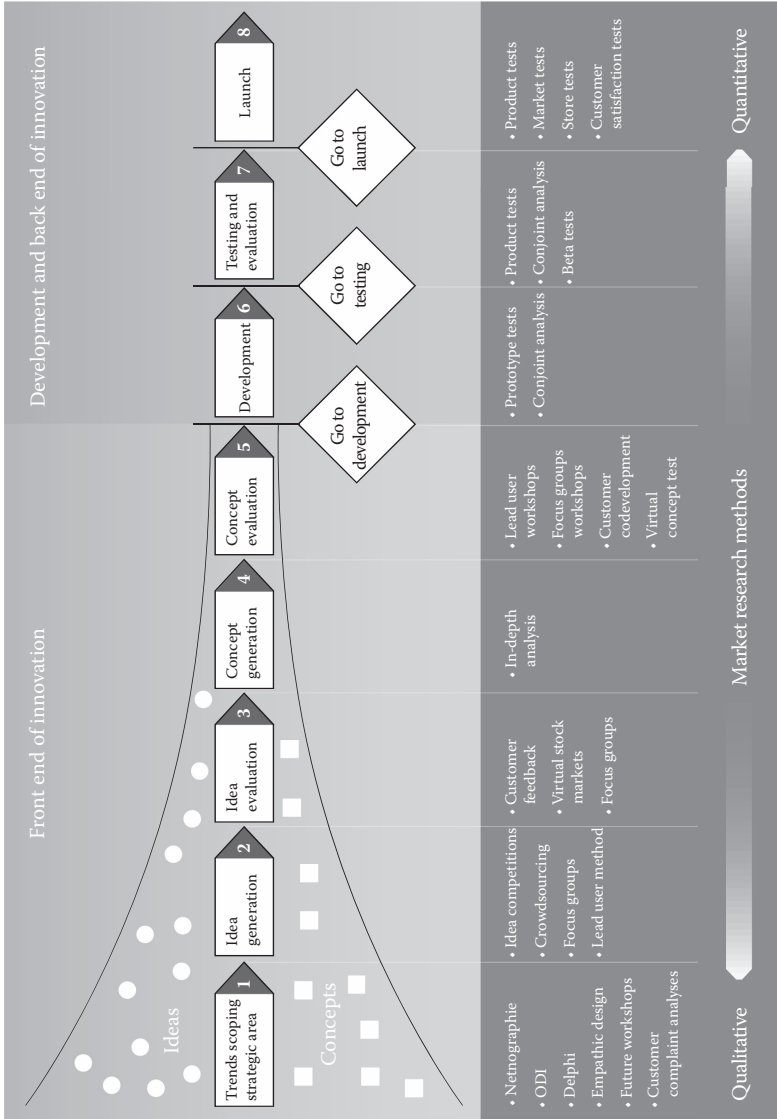 Front end of innovation
Development and back end of innovation
Ideas
Concepts
Trends scoping
strategic area
1
Idea
generation
2
Idea
evaluation
3
Concept
generation
4
Concept
evaluation
5
Development
6
Testing and
evaluation
7
Launch
8
Go to
development
Go to
testing
Go to
launch
• Netnographie
• ODI
• Delphi
• Empathic design
• Future workshops
• Customer
complaint analyses
• Idea competitions
• Crowdsourcing
• Focus groups
• Lead user method
• Customer
feedback
• Virtual stock
markets
• Focus groups
• In-depth
analysis
• Lead user
workshops
• Focus groups
workshops
• Customer
codevelopment
• Virtual
concept test
• Prototype tests
• Conjoint analysis
• Product tests
• Conjoint analysis
• Beta tests
• Product tests
• Market tests
• Store tests
• Customer
satisfaction tests
Qualitative
Market research methods
Quantitative